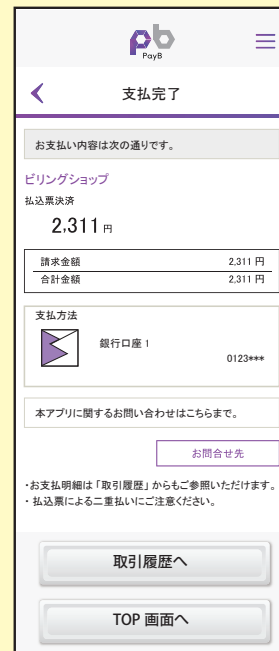 pb
PayB
支払完了
お支払い内容は次の通りです。
ビリングショップ
払込票決済
2,311 円
請求金額 2,311 円
合計金額 2,311 円
支払方法
銀行口座 1
0123***
本アプリに関するお問い合わせはこちらまで。
お問合せ先
・お支払明細は「取引履歴」からもご参照いただけます。
・払込票による二重払いにご注意ください。
取引履歴へ
TOP 画面へ